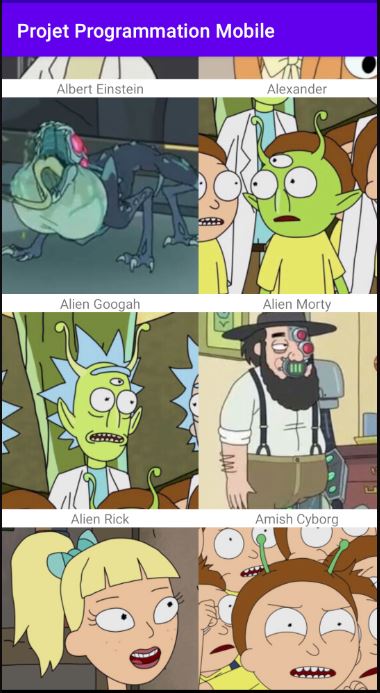 Projet Programmation Mobile
Albert Einstein
Alexander
Alien Googah
Alien Morty
Alien Rick
Amish Cyborg